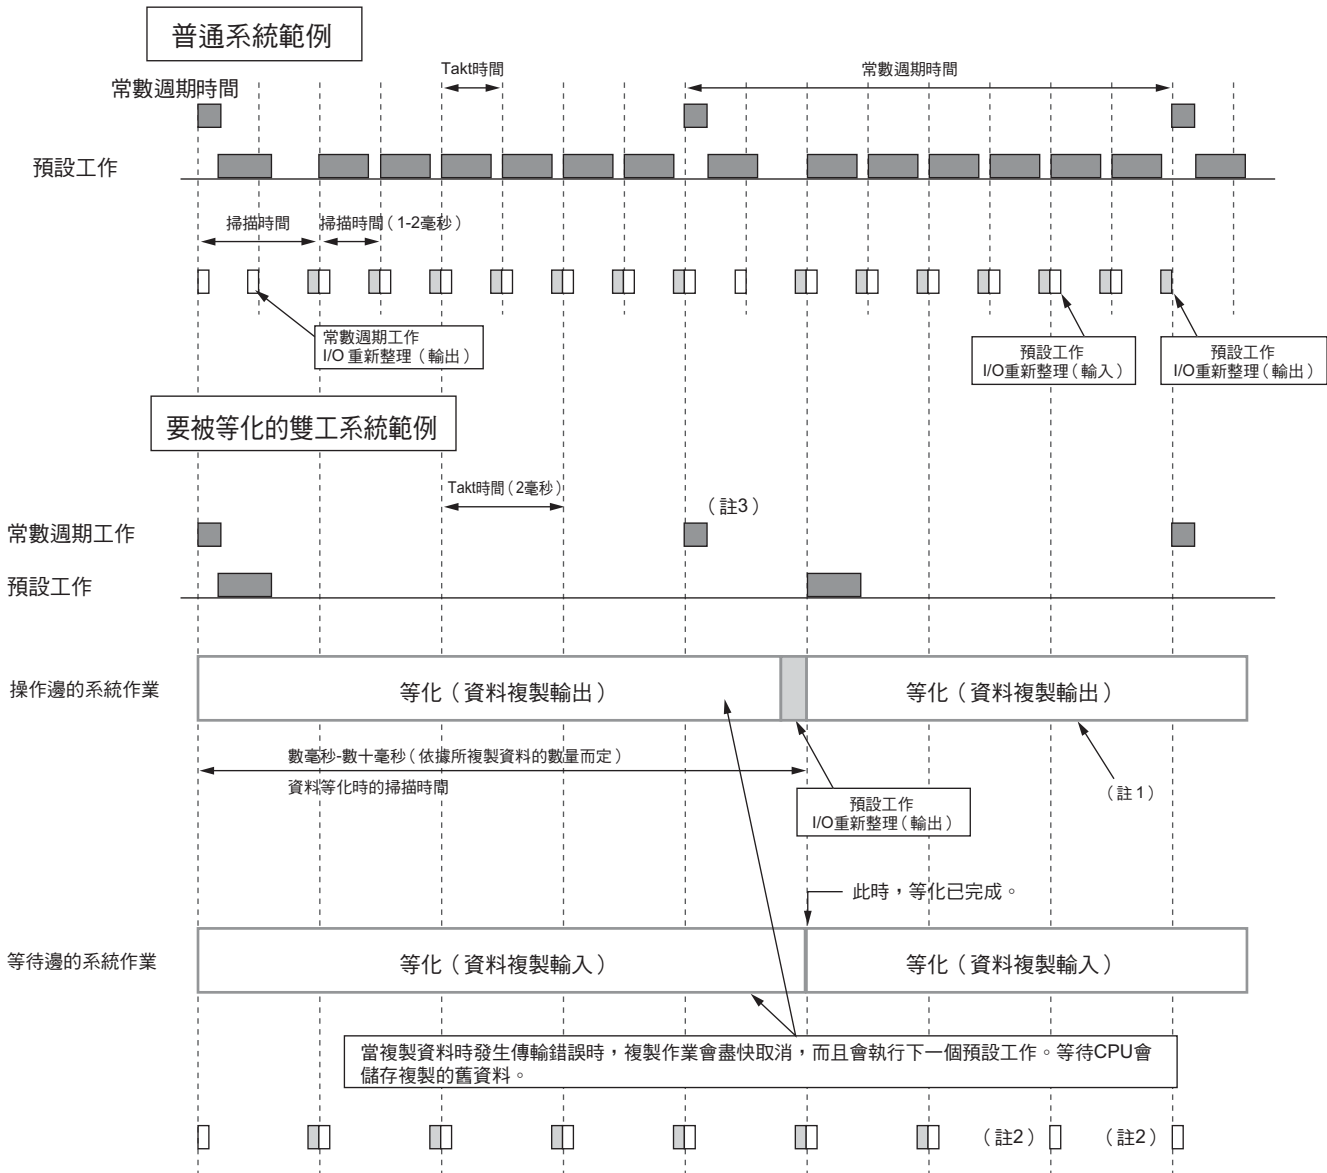 普通系統範例
Takt時間
常數週期時間
常數週期時間
預設工作
掃描時間
掃描時間（1-2毫秒）
常數週期工作
I/O 重新整理（輸出）
預設工作
I/O重新整理（輸入）
預設工作
I/O重新整理（輸出）
要被等化的雙工系統範例
Takt時間（2毫秒）
（註3）
常數週期工作
預設工作
操作邊的系統作業
等化（資料複製輸出）
等化（資料複製輸出）
數毫秒-數十毫秒（依據所複製資料的數量而定）
資料等化時的掃描時間
預設工作
I/O重新整理（輸出）
（註1）
此時，等化已完成。
等待邊的系統作業
等化（資料複製輸入）
等化（資料複製輸入）
當複製資料時發生傳輸錯誤時，複製作業會盡快取消，而且會執行下一個預設工作。等待CPU會
儲存複製的舊資料。
（註2）
（註2）